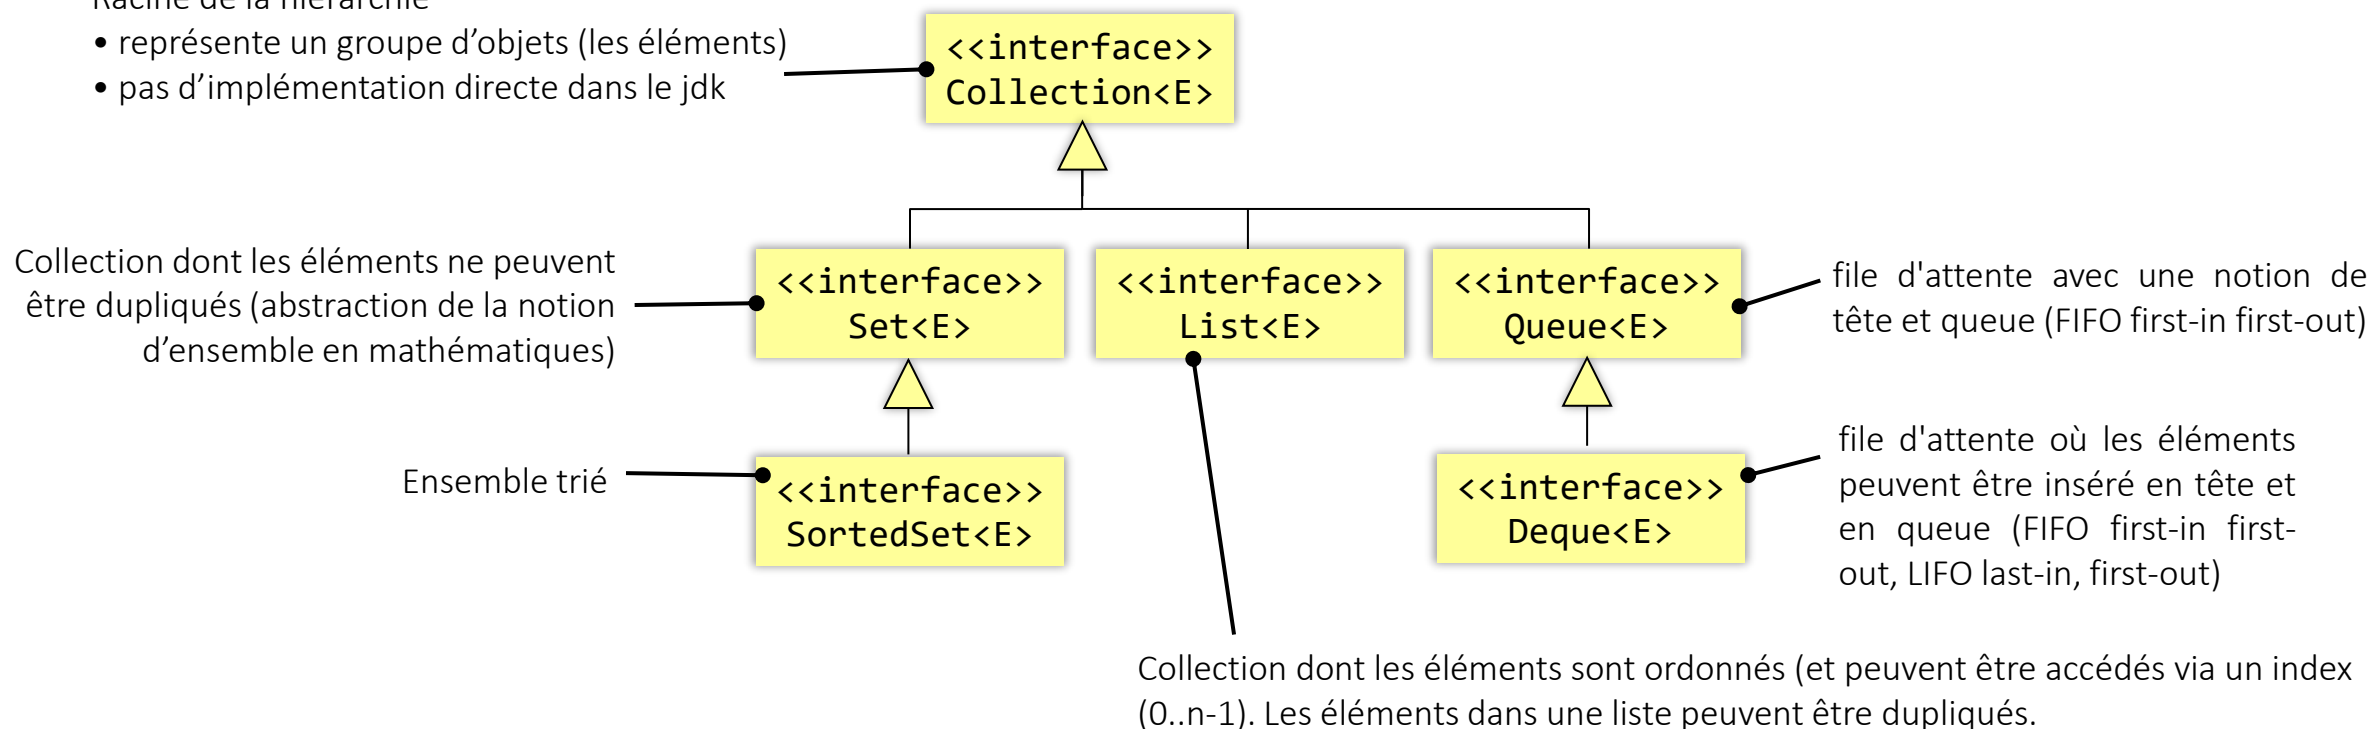 Racine de la hiérarchie
• représente un groupe d’objets (les éléments)
• pas d’implémentation directe dans le jdk
<<interface>>
Collection<E>
Collection dont les éléments ne peuvent
être dupliqués (abstraction de la notion
d’ensemble en mathématiques)
<<interface>>
Set<E>
<<interface>>
List<E>
<<interface>>
Queue<E>
file d'attente avec une notion de
tête et queue (FIFO first-in first-out)
Ensemble trié
<<interface>>
SortedSet<E>
<<interface>>
Deque<E>
file d'attente où les éléments
peuvent être inséré en tête et
en queue (FIFO first-in first-
out, LIFO last-in, first-out)
Collection dont les éléments sont ordonnés (et peuvent être accédés via un index
(0..n-1). Les éléments dans une liste peuvent être dupliqués.